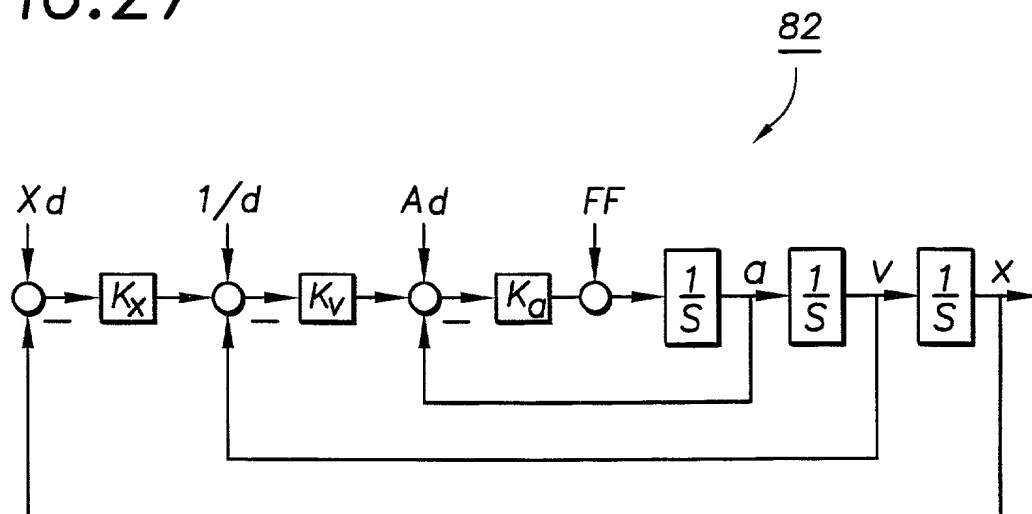 IG.27
82
Xd 1/d Ad FF
Kx Kv Ka 1/S a 1/S v 1/S x
− − −